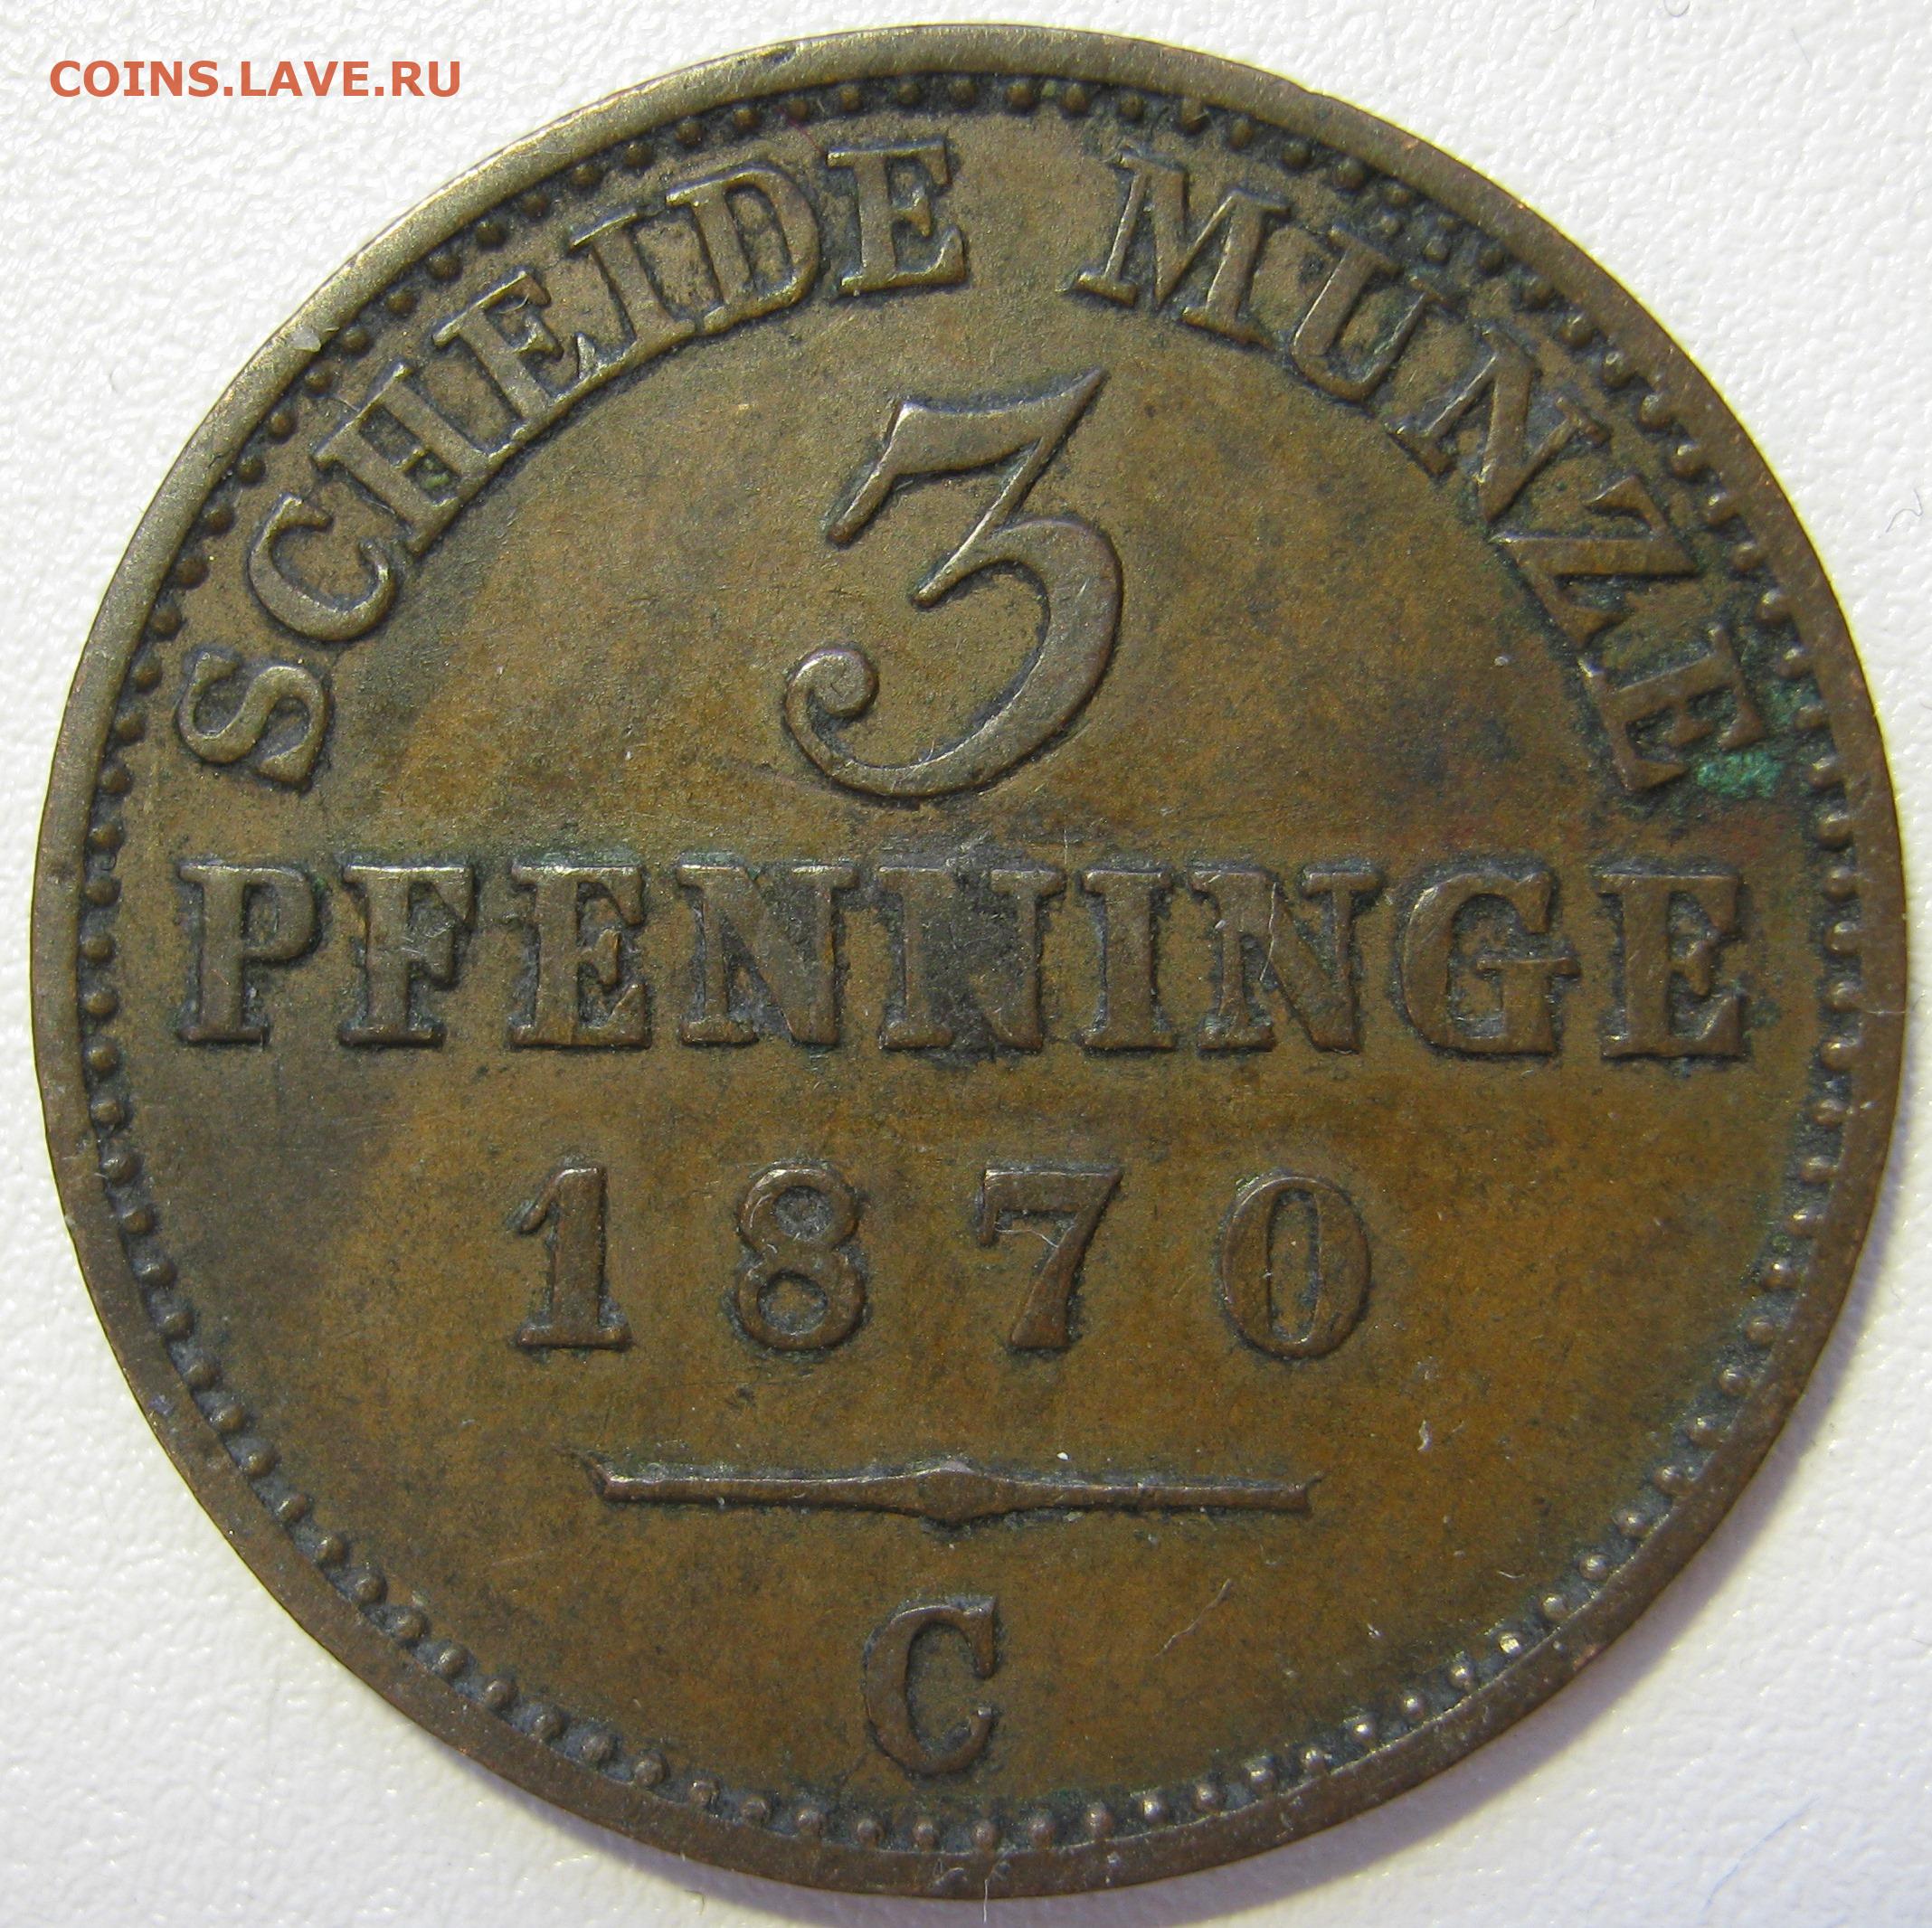 COINS.LAVE.RU
SCHEIDE MUNZE
3
PFENNINGE
1870
C